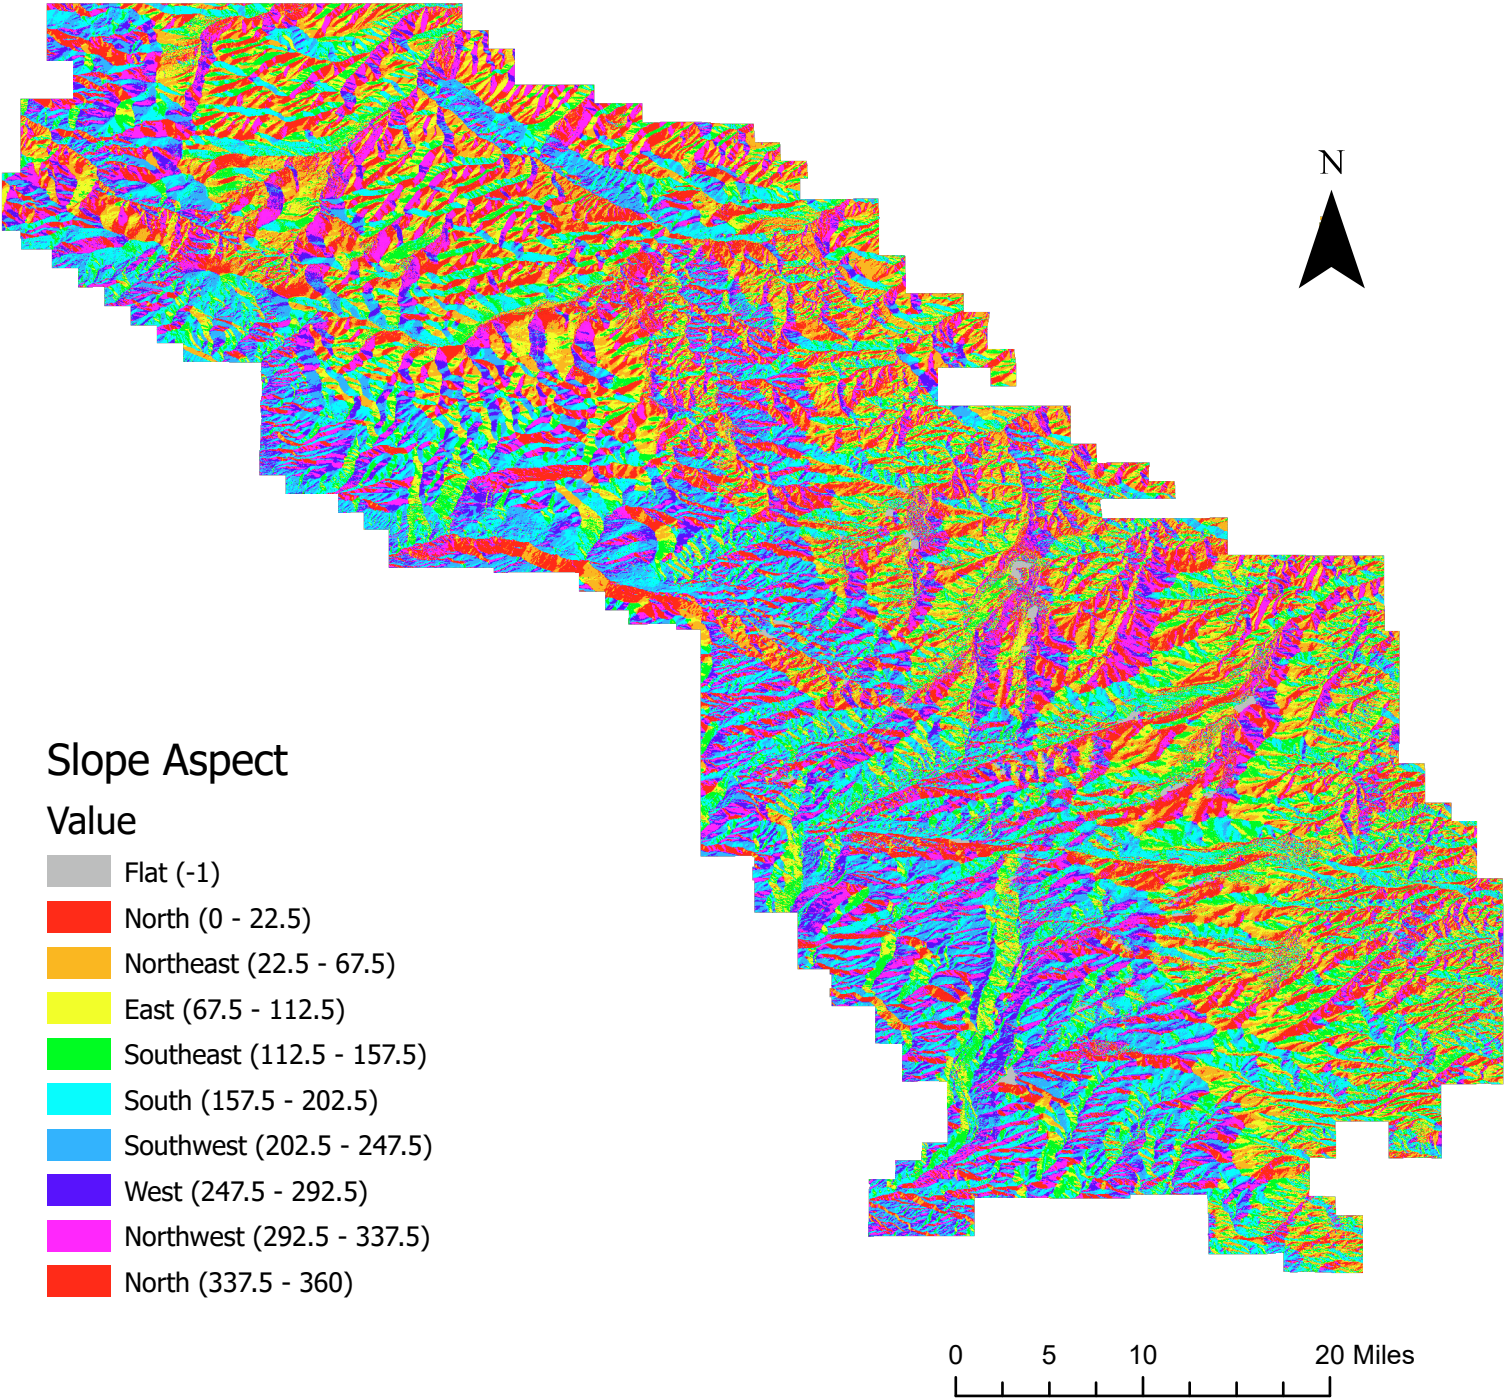 N
Slope Aspect
Value
Flat (-1)
North (0 - 22.5)
Northeast (22.5 - 67.5)
East (67.5 - 112.5)
Southeast (112.5 - 157.5)
South (157.5 - 202.5)
Southwest (202.5 - 247.5)
West (247.5 - 292.5)
Northwest (292.5 - 337.5)
North (337.5 - 360)
0 5 10 20 Miles